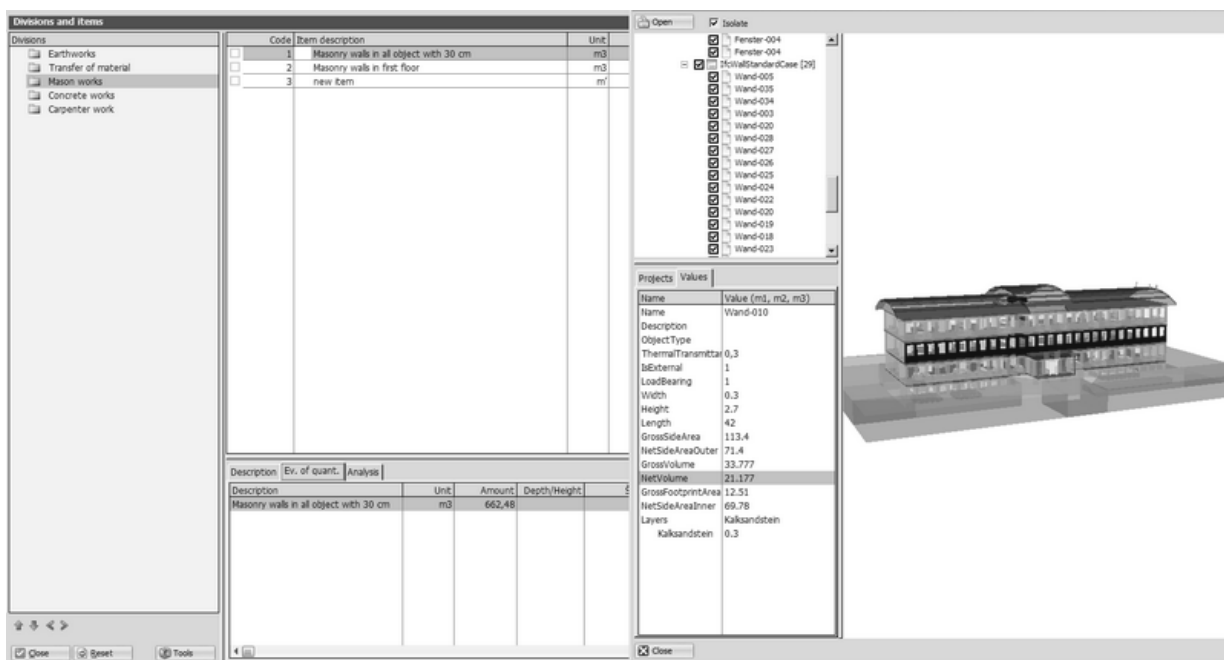 Divisions and items
Divisions
Earthworks
Transfer of material
Mason works
Concrete works
Carpenter work
Close Reset Tools
Code Item description Unit
1 Masonry walls in all object with 30 cm m3
2 Masonry walls in first floor m3
3 new item m'
Description Ev. of quant. Analysis
Description Unit Amount Depth/Height
Masonry walls in all object with 30 cm m3 662,48
Open Isolate
Fenster-004
Fenster-004
IfcWallStandardCase [29]
Wand-005
Wand-035
Wand-034
Wand-003
Wand-020
Wand-028
Wand-027
Wand-026
Wand-025
Wand-024
Wand-022
Wand-020
Wand-019
Wand-018
Wand-023
Projects Values
Name Value (m1, m2, m3)
Name Wand-010
Description
ObjectType
ThermalTransmittar 0,3
IsExternal 1
LoadBearing 1
Width 0.3
Height 2.7
Length 42
GrossSideArea 113.4
NetSideAreaOuter 71.4
GrossVolume 33.777
NetVolume 21.177
GrossFootprintArea 12.51
NetSideAreaInner 69.78
Layers Kalksandstein
Kalksandstein 0.3
Close